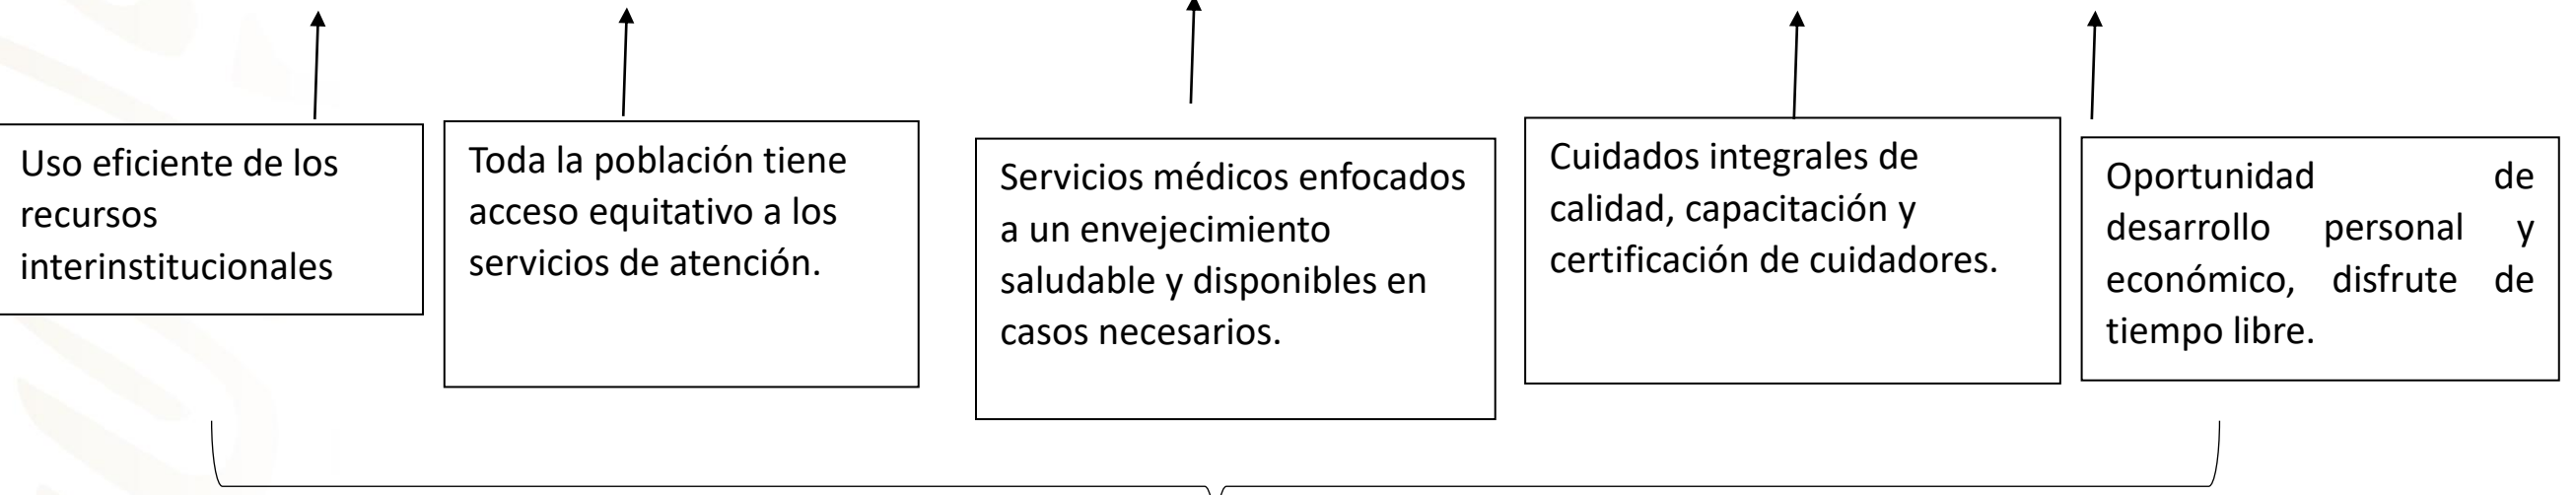 Uso eficiente de los
recursos
interinstitucionales
Toda la población tiene
acceso equitativo a los
servicios de atención.
Servicios médicos enfocados
a un envejecimiento
saludable y disponibles en
casos necesarios.
Cuidados integrales de
calidad, capacitación y
certificación de cuidadores.
Oportunidad de
desarrollo personal y
económico, disfrute de
tiempo libre.